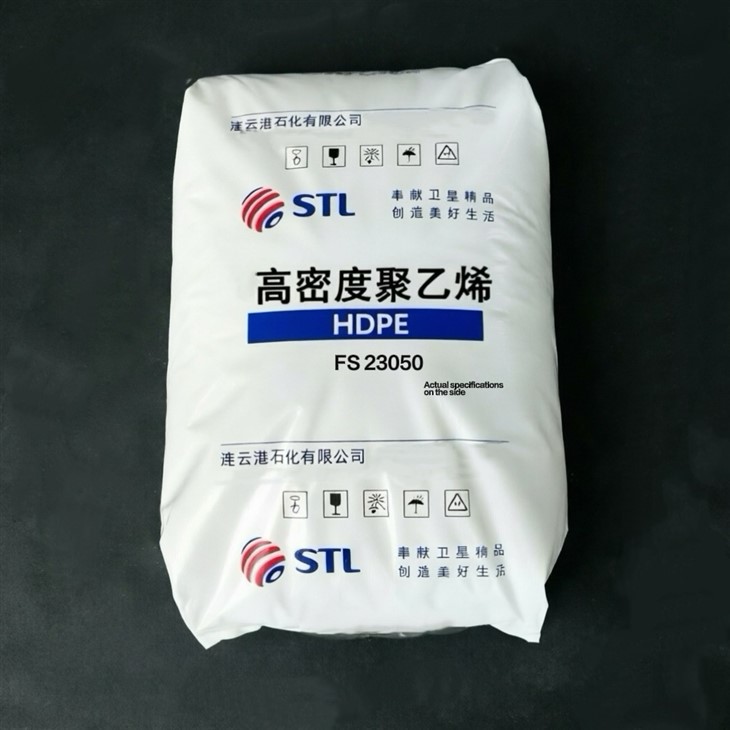 连云港石化有限公司
STL
奉献卫星精品
创造美好生活
高密度聚乙烯
HDPE
FS 23050
Actual specifications
on the side
连云港石化有限公司
STL
奉献卫星精品
创造美好生活